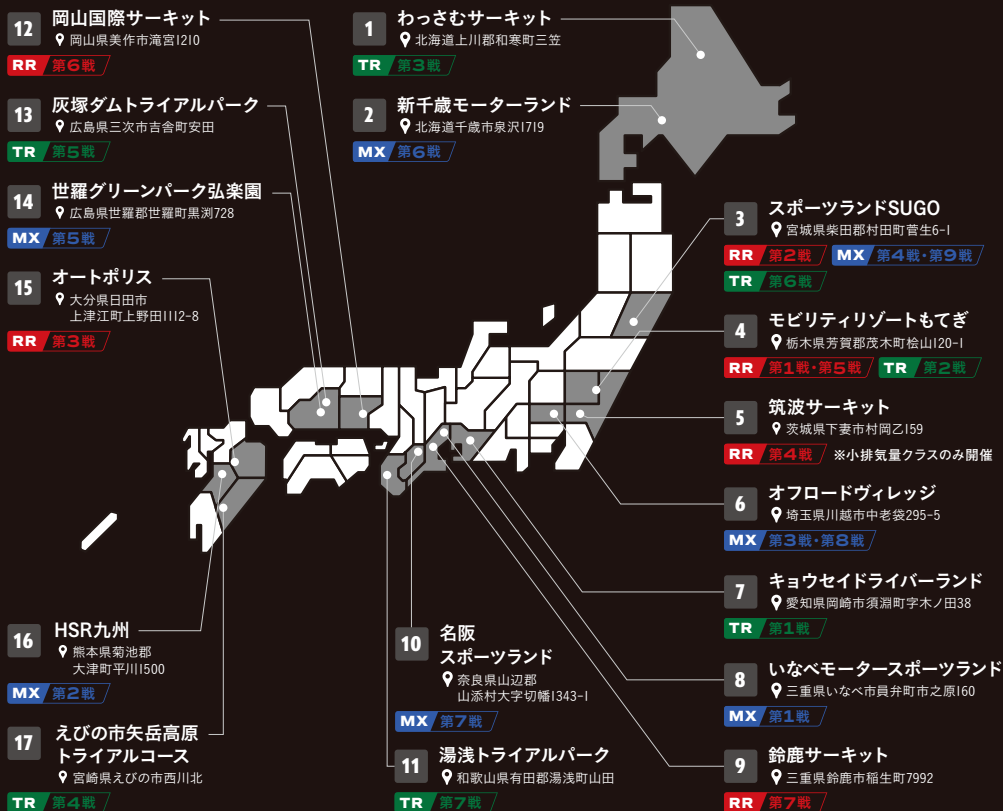 12 岡山国際サーキット
岡山県美作市滝宮1210
RR 第6戦
13 灰塚ダムトライアルパーク
広島県三次市吉舎町安田
TR 第5戦
14 世羅グリーンパーク弘楽園
広島県世羅郡世羅町黒渕728
MX 第5戦
15 オートポリス
大分県日田市
上津江町上野田1112-8
RR 第3戦
1 わっさむサーキット
北海道上川郡和寒町三笠
TR 第3戦
2 新千歳モーターランド
北海道千歳市泉沢1719
MX 第6戦
3 スポーツランドSUGO
宮城県柴田郡村田町菅生6-1
RR 第2戦 MX 第4戦・第9戦
TR 第6戦
4 モビリティリゾートもてぎ
栃木県芳賀郡茂木町桧山120-1
RR 第1戦・第5戦 TR 第2戦
5 筑波サーキット
茨城県下妻市村岡乙159
RR 第4戦 ※小排気量クラスのみ開催
6 オフロードヴィレッジ
埼玉県川越市中老袋295-5
MX 第3戦・第8戦
7 キョウセイドライバーランド
愛知県岡崎市須淵町字木ノ田38
TR 第1戦
8 いなべモータースポーツランド
三重県いなべ市員弁町市之原160
MX 第1戦
9 鈴鹿サーキット
三重県鈴鹿市稲生町7992
RR 第7戦
10 名阪
スポーツランド
奈良県山辺郡
山添村大字切幡1343-1
MX 第7戦
11 湯浅トライアルパーク
和歌山県有田郡湯浅町山田
TR 第7戦
16 HSR九州
熊本県菊池郡
大津町平川1500
MX 第2戦
17 えびの市矢岳高原
トライアルコース
宮崎県えびの市西川北
TR 第4戦